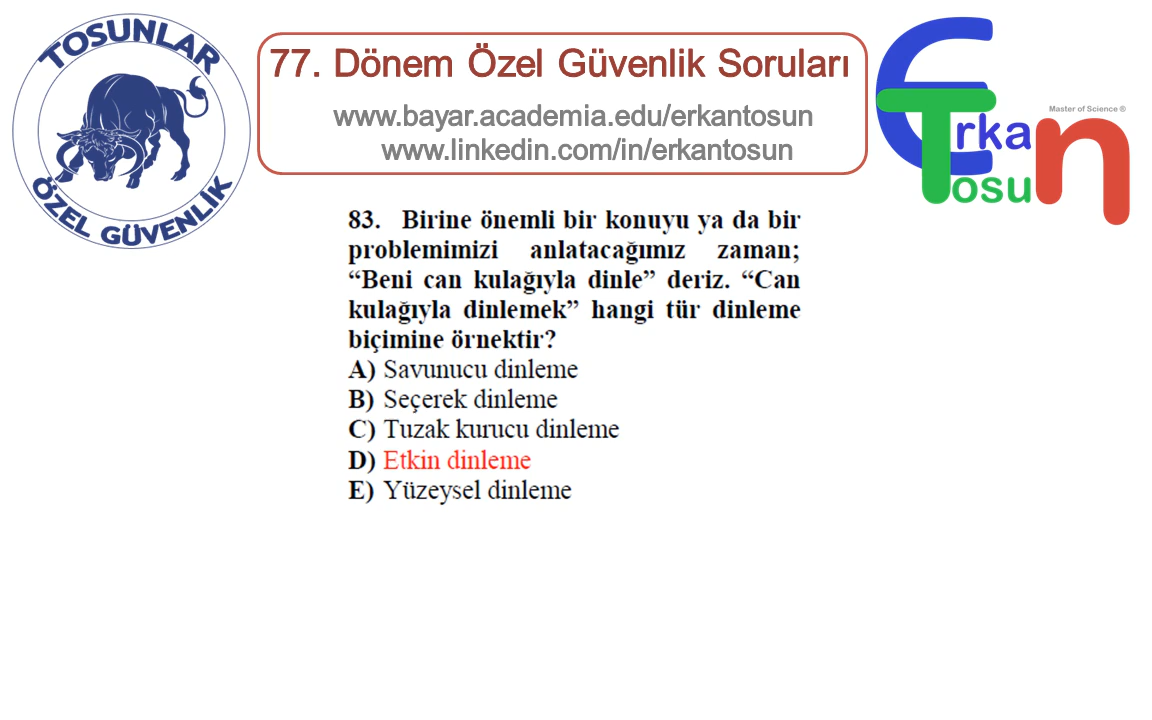 TOSUNLAR
ÖZEL GÜVENLİK
77. Dönem Özel Güvenlik Soruları
www.bayar.academia.edu/erkantosun
www.linkedin.com/in/erkantosun
Master of Science ®
Erkan
Tosun
83. Birine önemli bir konuyu ya da bir
problemimizi anlatacağımız zaman;
“Beni can kulağıyla dinle” deriz. “Can
kulağıyla dinlemek” hangi tür dinleme
biçimine örnektir?
A) Savunucu dinleme
B) Seçerek dinleme
C) Tuzak kurucu dinleme
D) Etkin dinleme
E) Yüzeysel dinleme